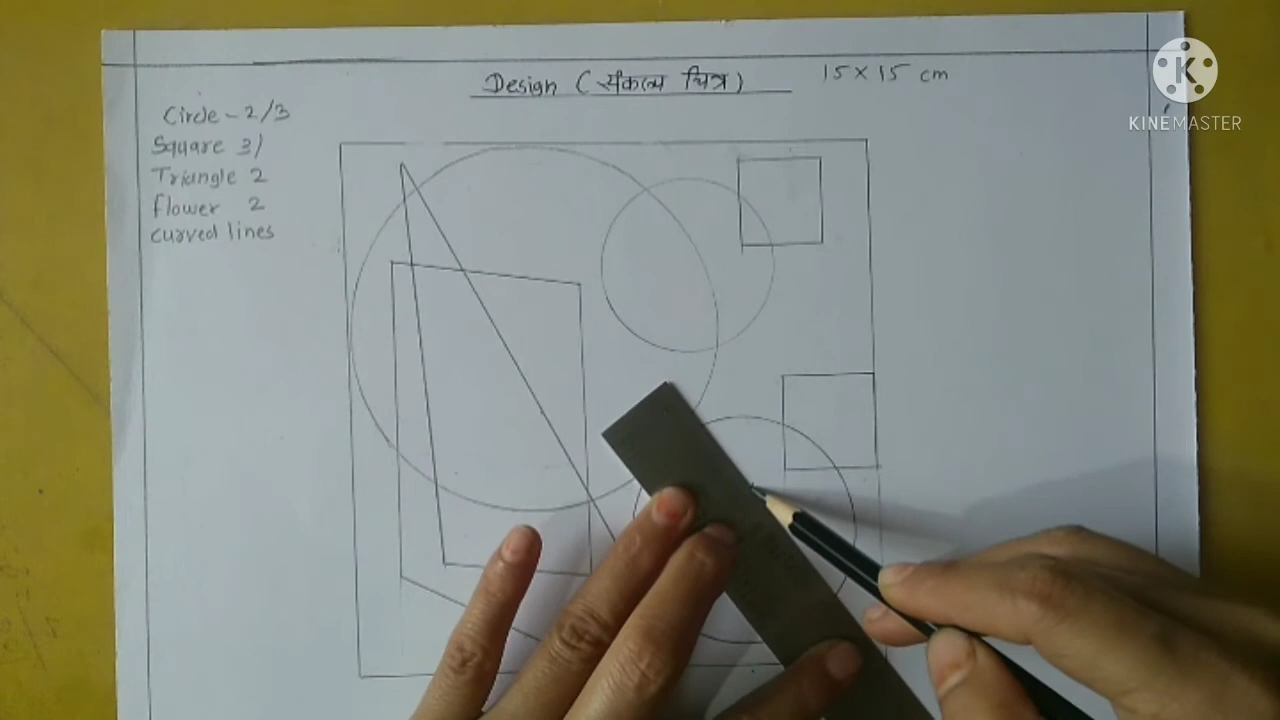 Design (संकल्प चित्र)
15 × 15 cm
Circle - 2/3
Square 3/
Triangle 2
flower 2
curved lines
K
KINEMASTER